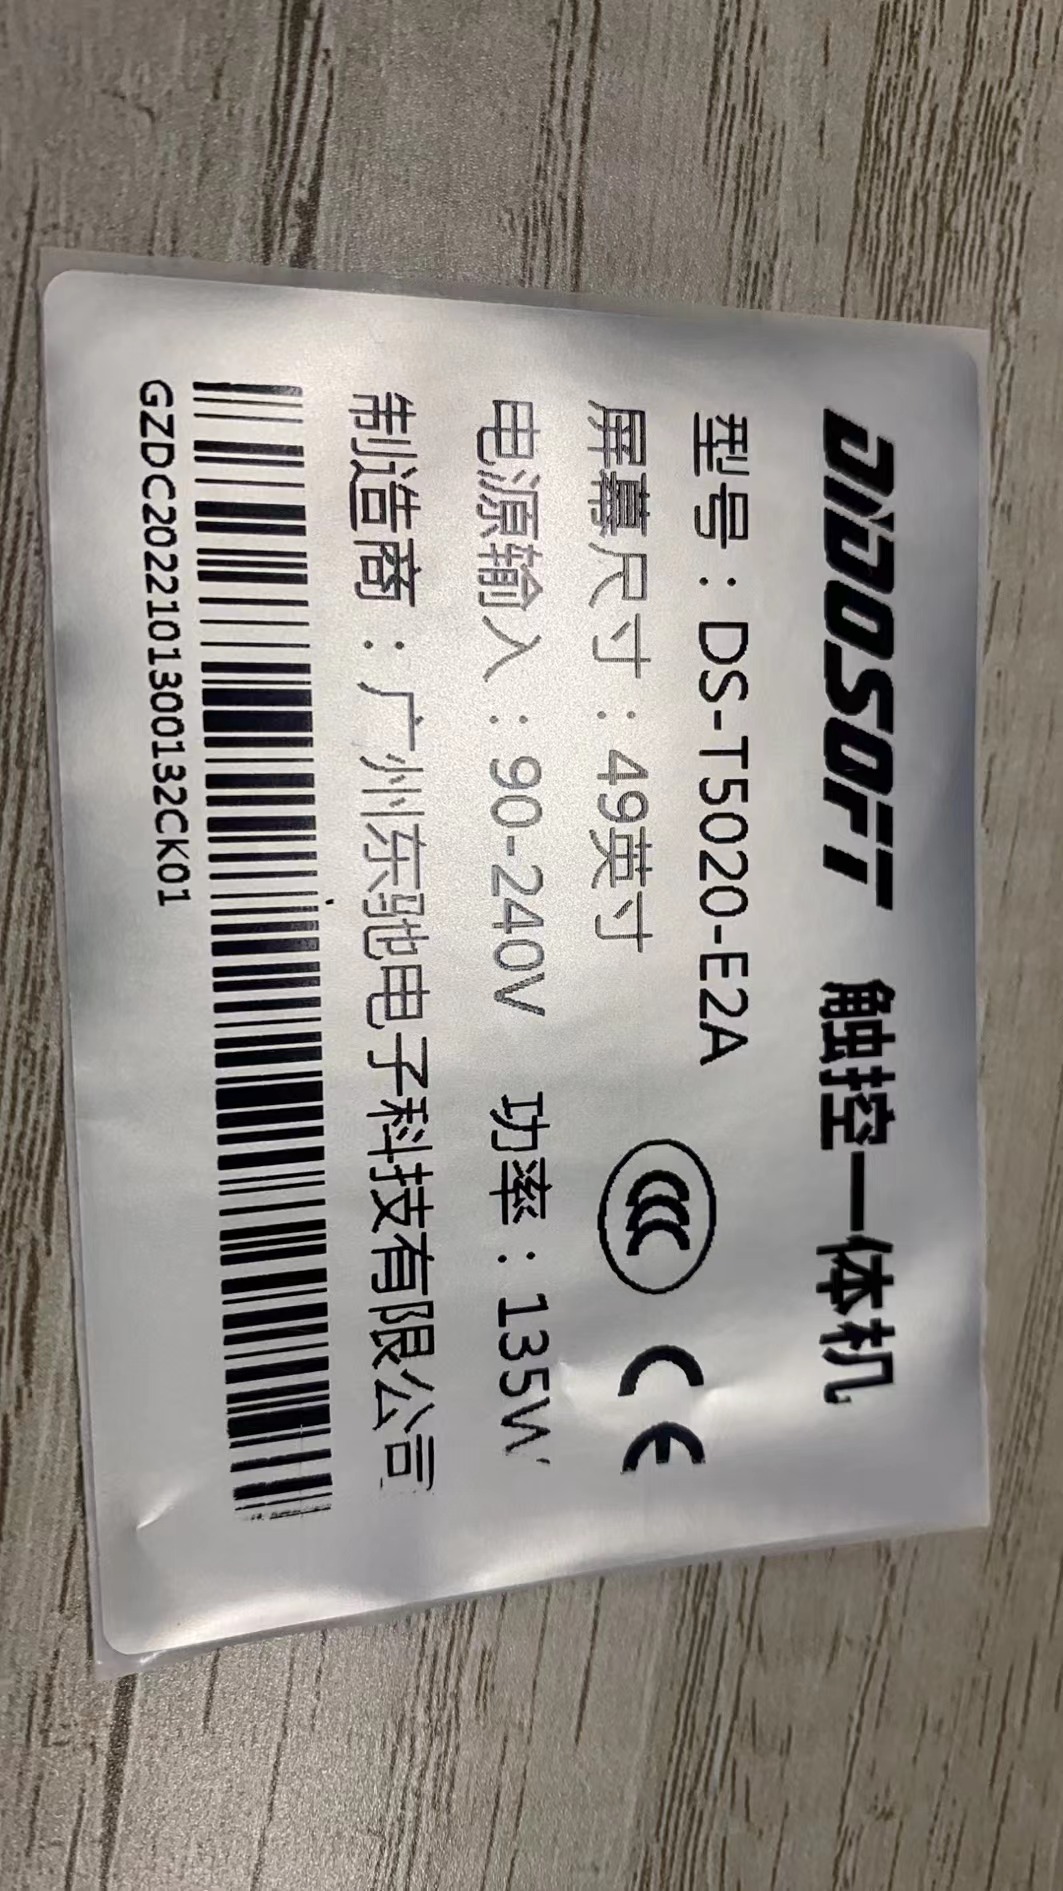 DIDOSOFT 触控一体机
型号：DS-T5020-E2A
屏幕尺寸：49英寸
CCC CE
电源输入：90-240V 功率：135W
制造商：广州东驰电子科技有限公司
GZDC2022101300132CK01